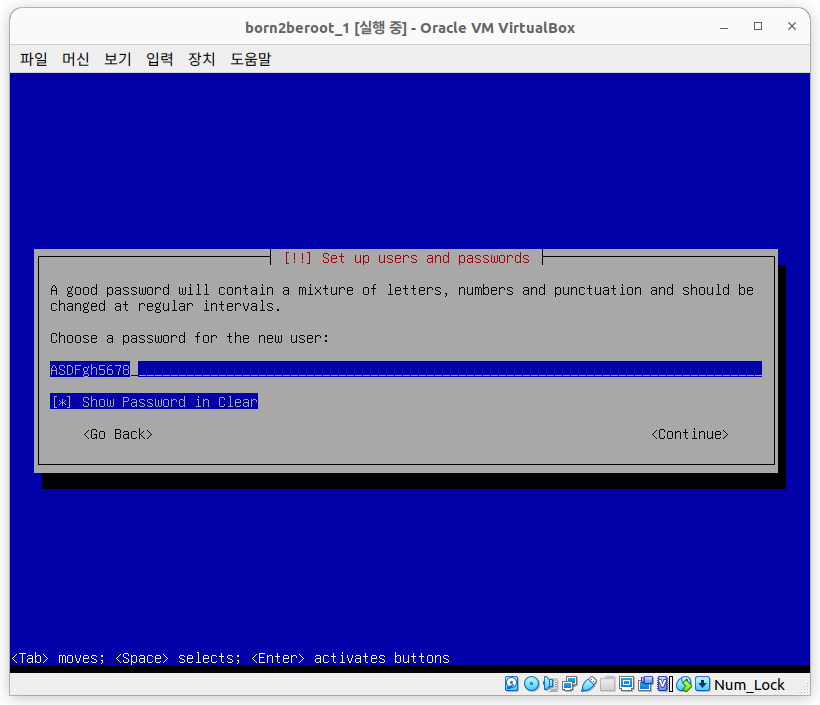 born2beroot_1 [실행 중] - Oracle VM VirtualBox
파일 머신 보기 입력 장치 도움말
[!!] Set up users and passwords
A good password will contain a mixture of letters, numbers and punctuation and should be
changed at regular intervals.
Choose a password for the new user:
ASDFgh5678
[*] Show Password in Clear
<Go Back> <Continue>
<Tab> moves; <Space> selects; <Enter> activates buttons
Num_Lock